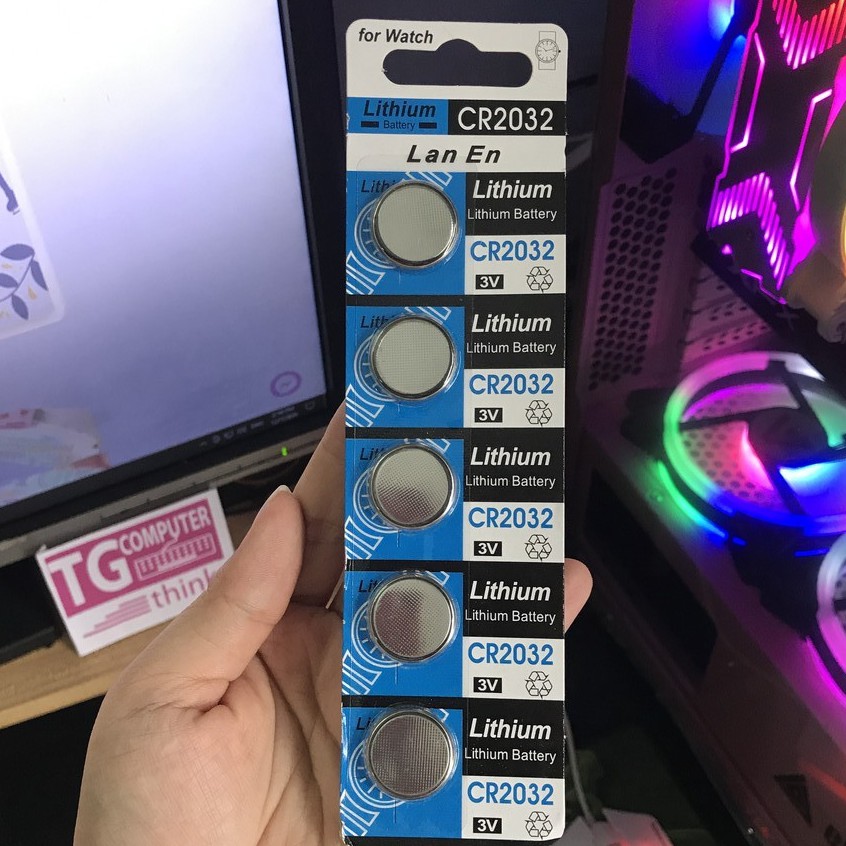 for Watch
Lithium
Battery
CR2032
Lan En
Lithium
Lithium Battery
CR2032
3V
Lithium
Lithium Battery
CR2032
3V
Lithium
Lithium Battery
CR2032
3V
Lithium
Lithium Battery
CR2032
3V
Lithium
Lithium Battery
CR2032
3V
TG COMPUTER
think